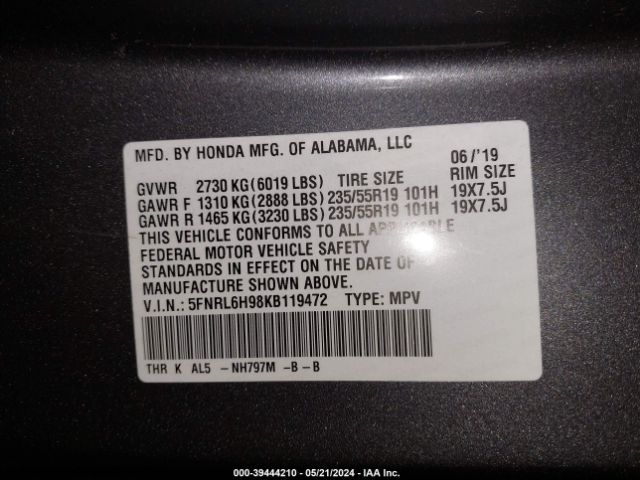 MFD. BY HONDA MFG. OF ALABAMA, LLC 06 /'19
GVWR 2730 KG(6019 LBS) TIRE SIZE RIM SIZE
GAWR F 1310 KG(2888 LBS) 235/55R19 101H 19X7.5J
GAWR R 1465 KG(3230 LBS) 235/55R19 101H 19X7.5J
THIS VEHICLE CONFORMS TO ALL APPLICABLE
FEDERAL MOTOR VEHICLE SAFETY
STANDARDS IN EFFECT ON THE DATE OF
MANUFACTURE SHOWN ABOVE.
V.I.N.: 5FNRL6H98KB119472 TYPE: MPV
THR K AL5 -NH797M -B -B
000-39444210 - 05/21/2024 - IAA Inc.